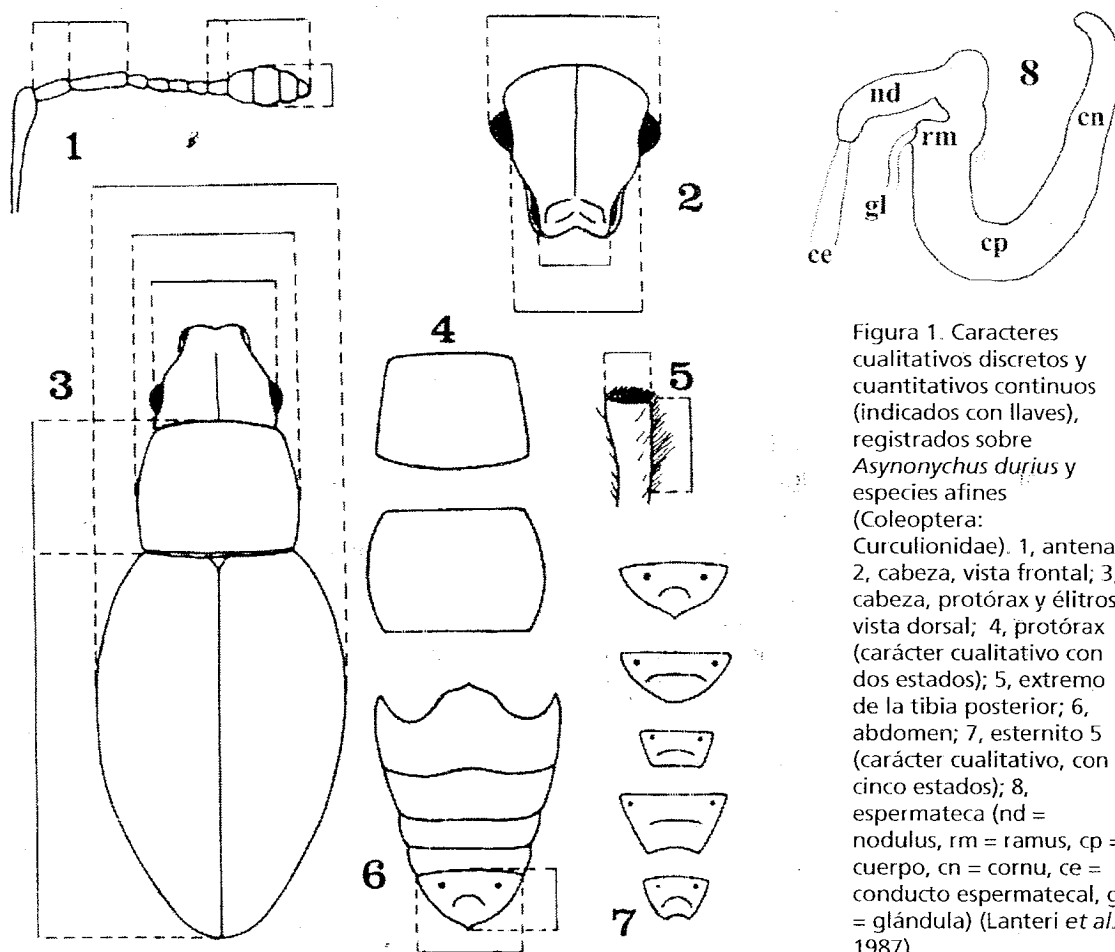 1
2
3
4
5
6
7
8
nd
rm
gl
ce
cp
cn
Figura 1. Caracteres
cualitativos discretos y
cuantitativos continuos
(indicados con llaves),
registrados sobre
Asynonychus durius y
especies afines
(Coleoptera:
Curculionidae). 1, antena
2, cabeza, vista frontal; 3,
cabeza, protórax y élitros
vista dorsal; 4, protórax
(carácter cualitativo con
dos estados); 5, extremo
de la tibia posterior; 6,
abdomen; 7, esternito 5
(carácter cualitativo, con
cinco estados); 8,
espermateca (nd =
nodulus, rm = ramus, cp =
cuerpo, cn = cornu, ce =
conducto espermatecal, g
= glándula) (Lanteri et al.
1987)